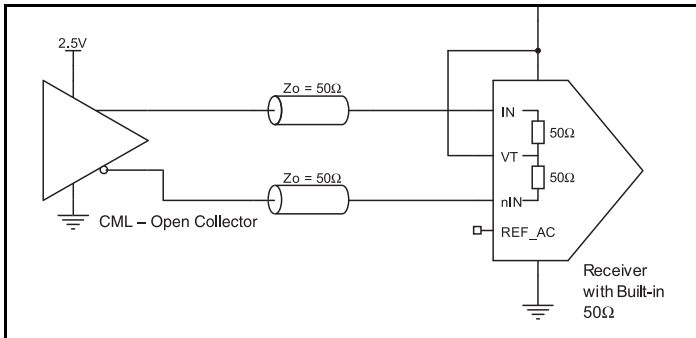 2.5V
Zo = 50Ω
IN
50Ω
VT
Zo = 50Ω
50Ω
nIN
CML – Open Collector
REF_AC
Receiver
with Built-in
50Ω